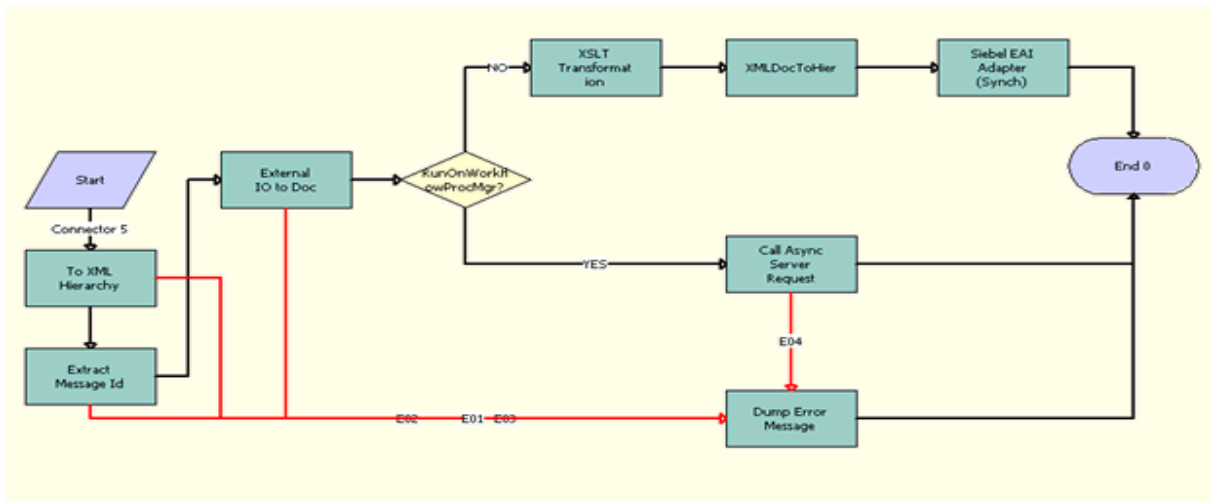 XSLT
Transformat
ion
XMLDocToHier
Siebel EAI
Adapter
(Synch)
NO
Start
External
IO to Doc
RunOnWorkfl
owProcMgr?
End 0
Connector 5
To XML
Hierarchy
YES
Call Async
Server
Request
E04
Extract
Message Id
E02
E01
E03
Dump Error
Message